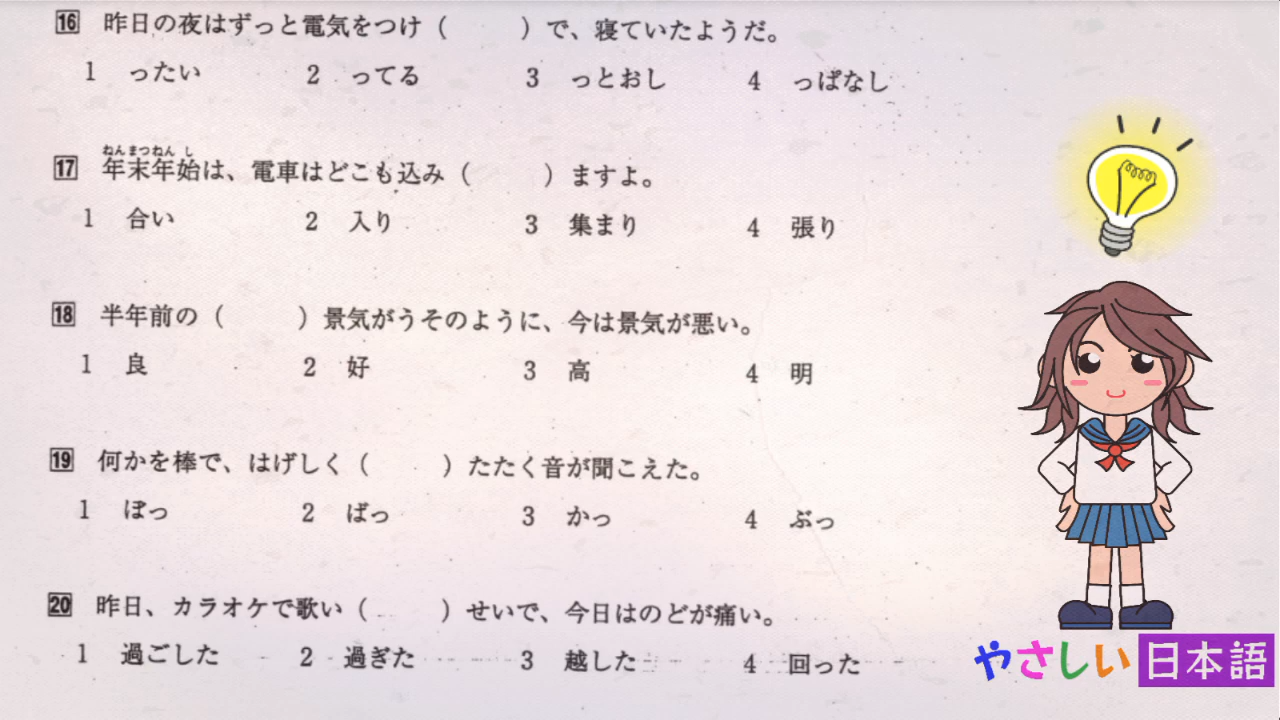 16 昨日の夜はずっと電気をつけ（　　　）で、寝ていたようだ。
1 ったい　2 ってる　3 っとおし　4 っぱなし
ねんまつねんし
17 年末年始は、電車はどこも込み（　　　）ますよ。
1 合い　2 入り　3 集まり　4 張り
18 半年前の（　　　）景気がうそのように、今は景気が悪い。
1 良　2 好　3 高　4 明
19 何かを棒で、はげしく（　　　）たたく音が聞こえた。
1 ぼっ　2 ばっ　3 かっ　4 ぶっ
20 昨日、カラオケで歌い（　　　）せいで、今日はのどが痛い。
1 過ごした　2 過ぎた　3 越した　4 回った
やさしい日本語